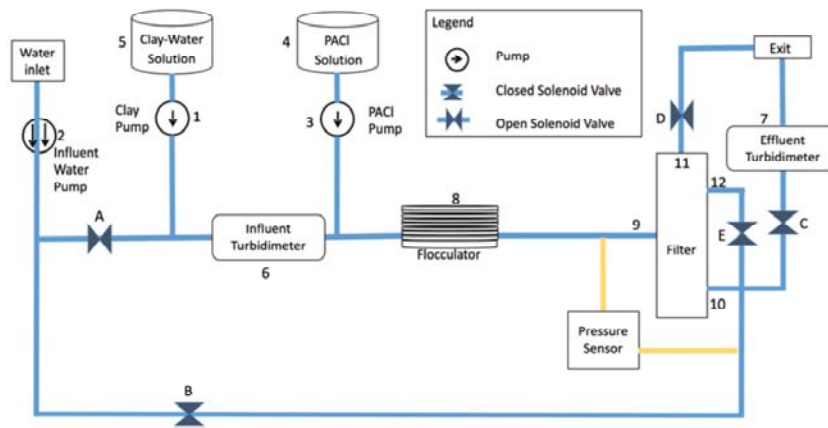 5
Clay-Water
Solution
4
PACl
Solution
Legend
Pump
Closed Solenoid Valve
Open Solenoid Valve
Water
inlet
Exit
2
Influent
Water
Pump
Clay
Pump
1
3
PACl
Pump
D
7
Effluent
Turbidimeter
11
12
A
8
Influent
Turbidimeter
6
Flocculator
9
Filter
E
C
10
Pressure
Sensor
B